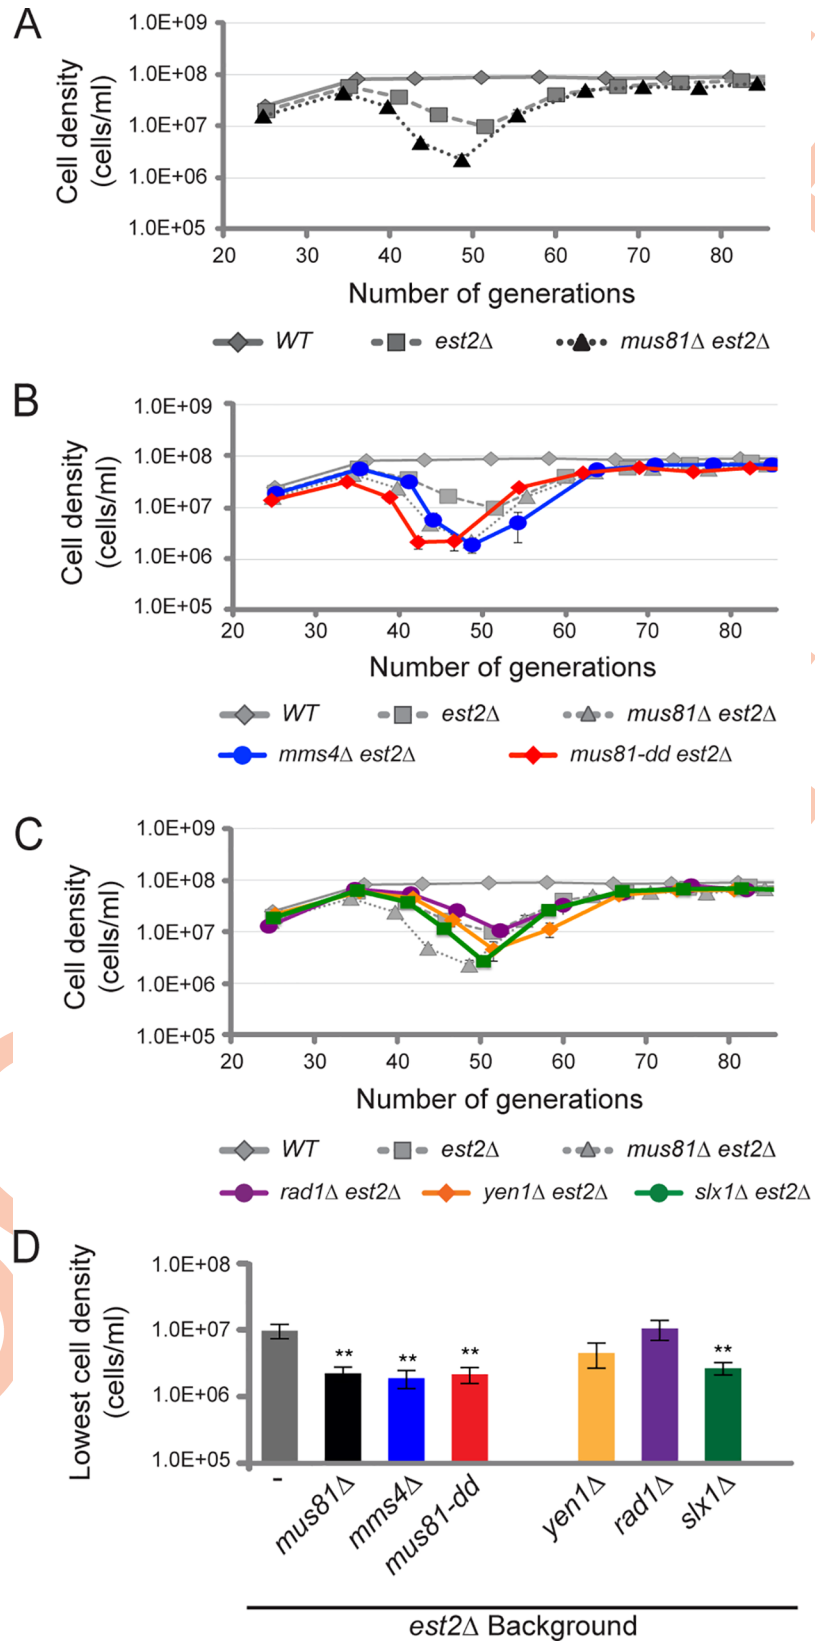 A
Cell density
(cells/ml)
1.0E+09
1.0E+08
1.0E+07
1.0E+06
1.0E+05
20 30 40 50 60 70 80
Number of generations
WT est2Δ mus81Δ est2Δ
B
Cell density
(cells/ml)
1.0E+09
1.0E+08
1.0E+07
1.0E+06
1.0E+05
20 30 40 50 60 70 80
Number of generations
WT est2Δ mus81Δ est2Δ
mms4Δ est2Δ mus81-dd est2Δ
C
Cell density
(cells/ml)
1.0E+09
1.0E+08
1.0E+07
1.0E+06
1.0E+05
20 30 40 50 60 70 80
Number of generations
WT est2Δ mus81Δ est2Δ
rad1Δ est2Δ yen1Δ est2Δ slx1Δ est2Δ
D
Lowest cell density
(cells/ml)
1.0E+08
1.0E+07
1.0E+06
1.0E+05
** ** ** **
- mus81Δ mms4Δ mus81-dd yen1Δ rad1Δ slx1Δ
est2Δ Background